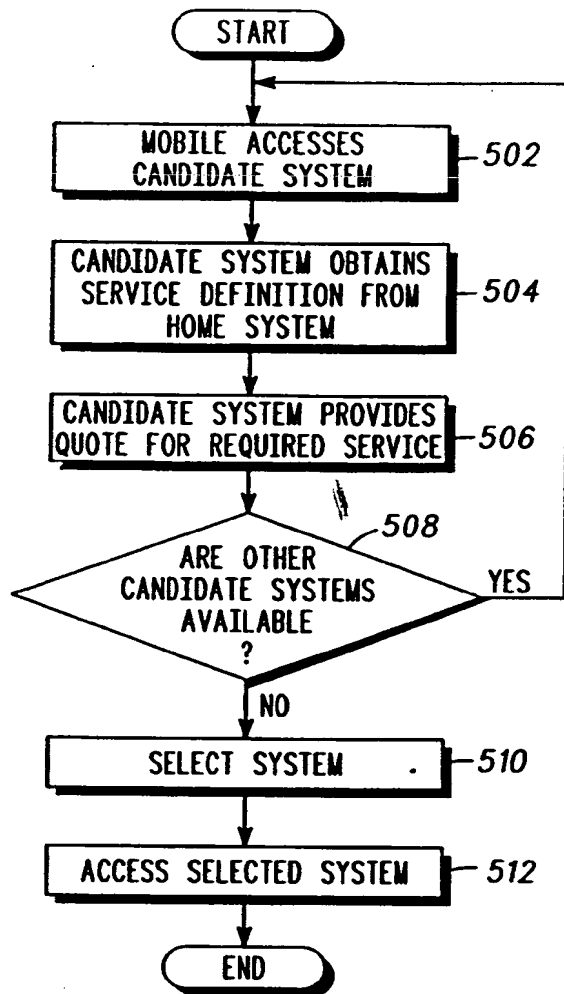 START
MOBILE ACCESSES
CANDIDATE SYSTEM
502
CANDIDATE SYSTEM OBTAINS
SERVICE DEFINITION FROM
HOME SYSTEM
504
CANDIDATE SYSTEM PROVIDES
QUOTE FOR REQUIRED SERVICE
506
508
ARE OTHER
CANDIDATE SYSTEMS
AVAILABLE
?
YES
NO
SELECT SYSTEM
510
ACCESS SELECTED SYSTEM
512
END